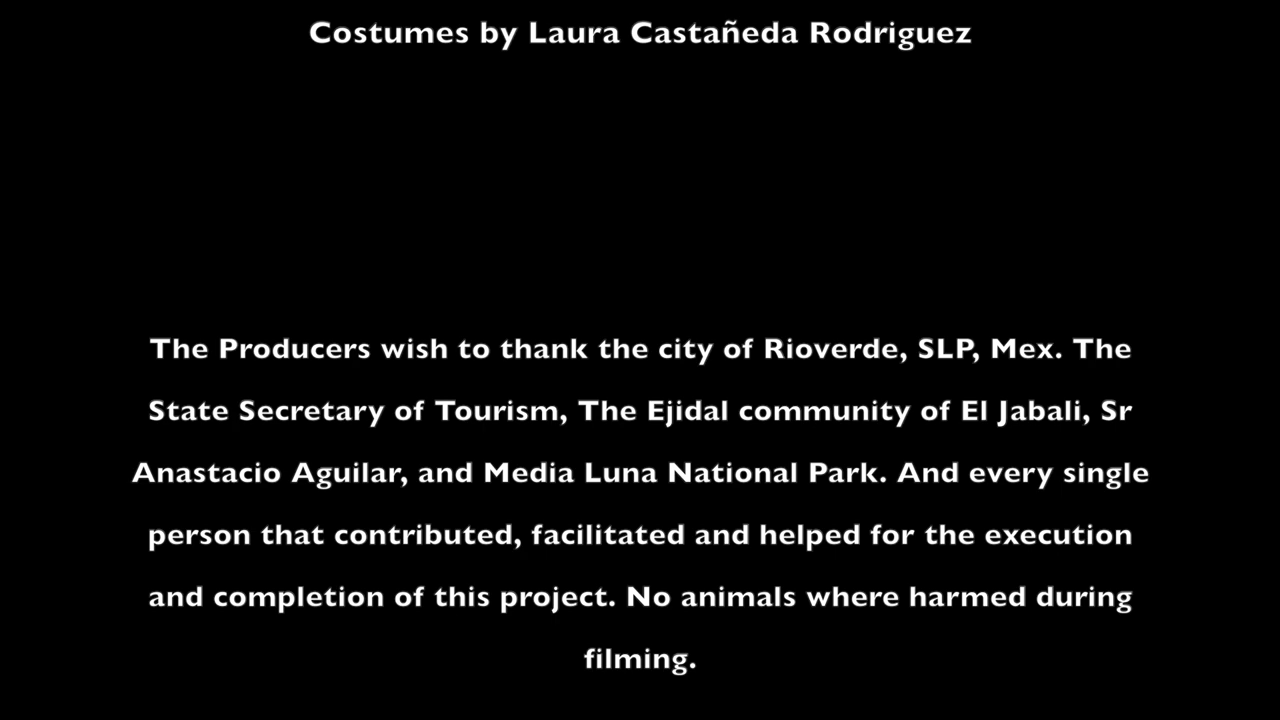 Costumes by Laura Castañeda Rodriguez
The Producers wish to thank the city of Rioverde, SLP, Mex. The
State Secretary of Tourism, The Ejidal community of El Jabali, Sr
Anastacio Aguilar, and Media Luna National Park. And every single
person that contributed, facilitated and helped for the execution
and completion of this project. No animals where harmed during
filming.